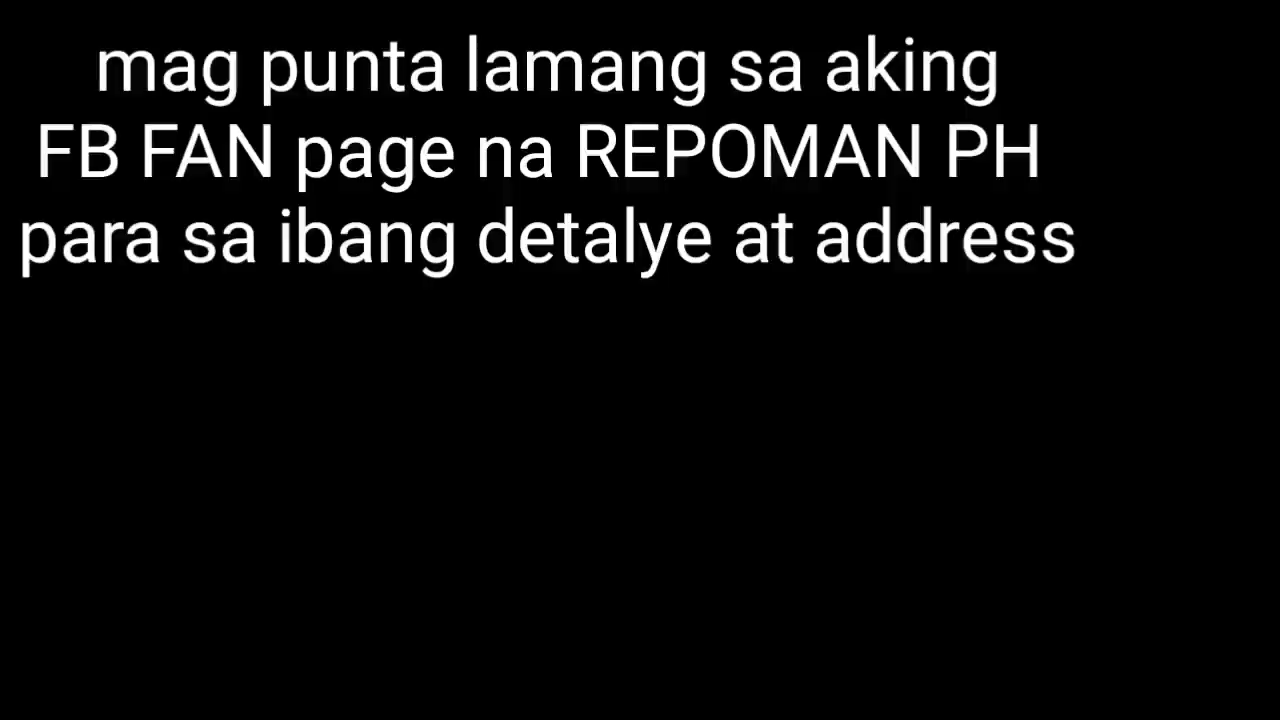 mag punta lamang sa aking
FB FAN page na REPOMAN PH
para sa ibang detalye at address